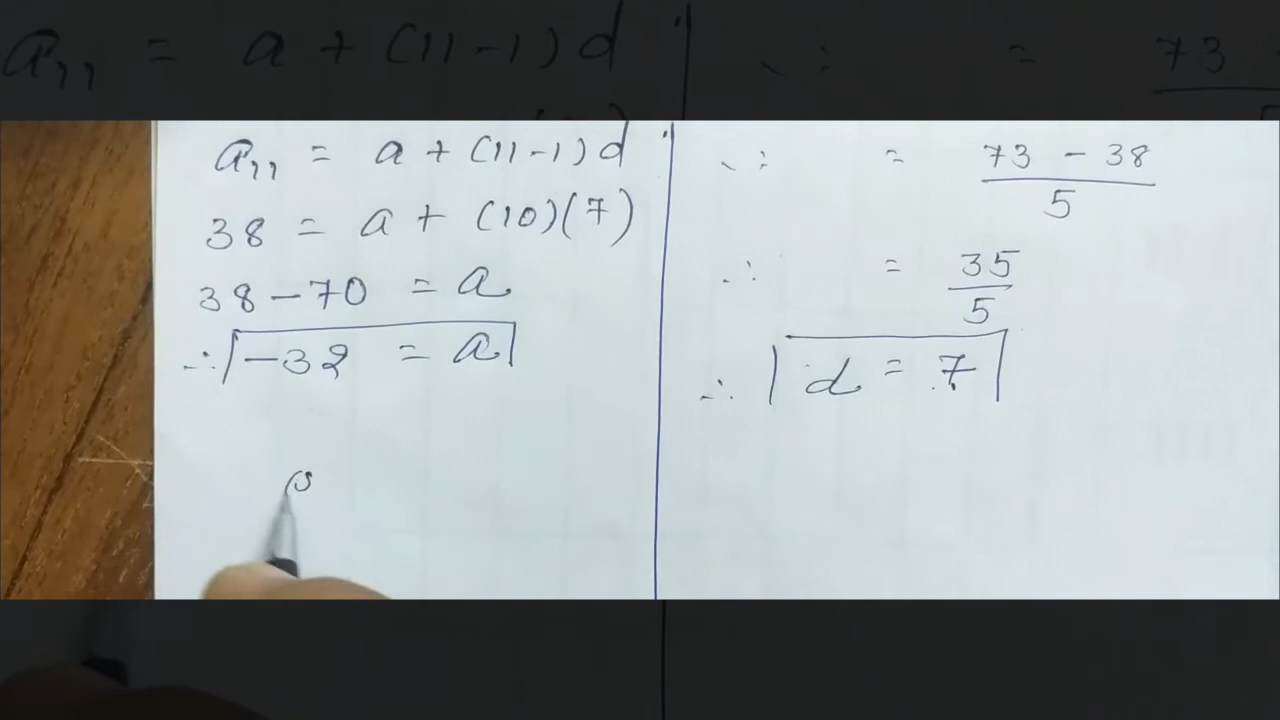 a₁₁ = a + (11-1)d
38 = a + (10)(7)
38-70 = a
∴ -32 = a
∴ = 73 - 38 / 5
∴ = 35 / 5
∴ d = 7